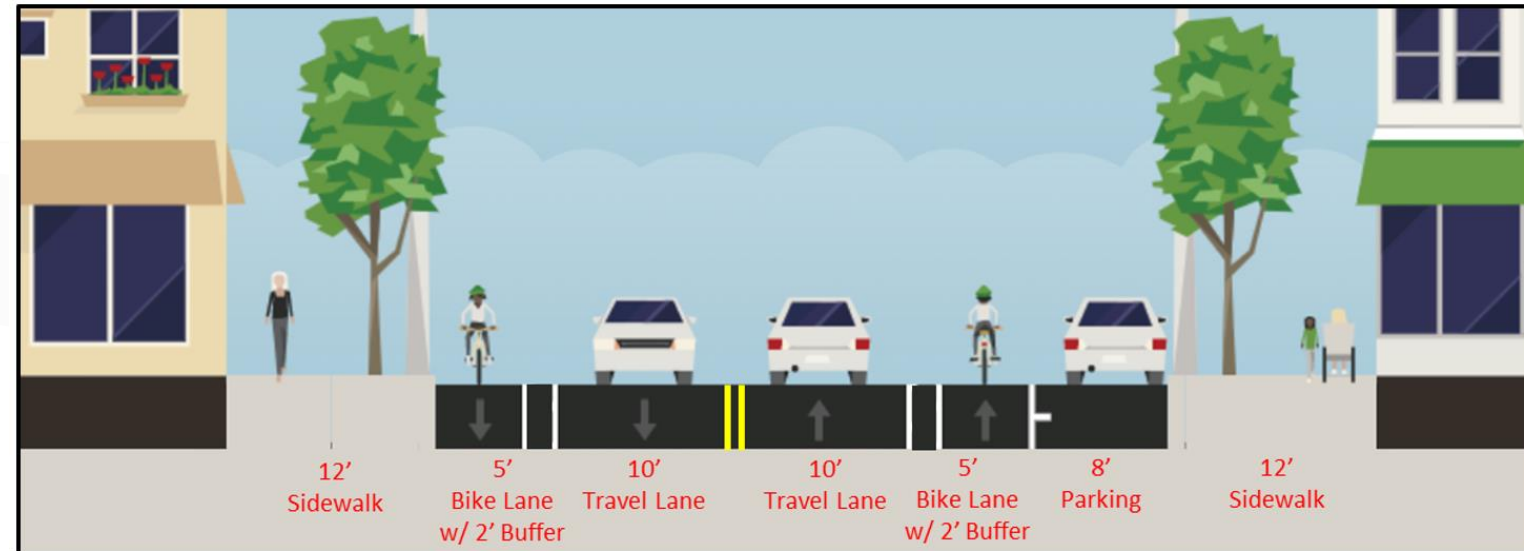 12’
Sidewalk
5’
Bike Lane
w/ 2’ Buffer
10’
Travel Lane
10’
Travel Lane
5’
Bike Lane
w/ 2’ Buffer
8’
Parking
12’
Sidewalk